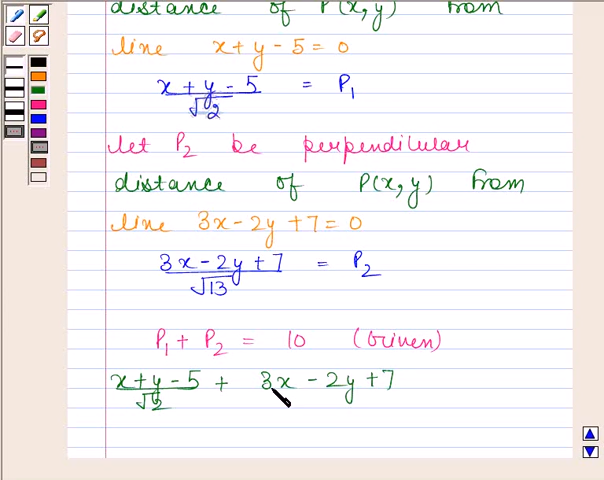 distance of P(x,y) from
line x+y-5=0
x+y-5/√2 = P₁
let P₂ be perpendilular
distance of P(x,y) from
line 3x-2y+7=0
3x-2y+7/√13 = P₂
P₁+P₂ = 10 (Given)
x+y-5/√2 + 3x-2y+7